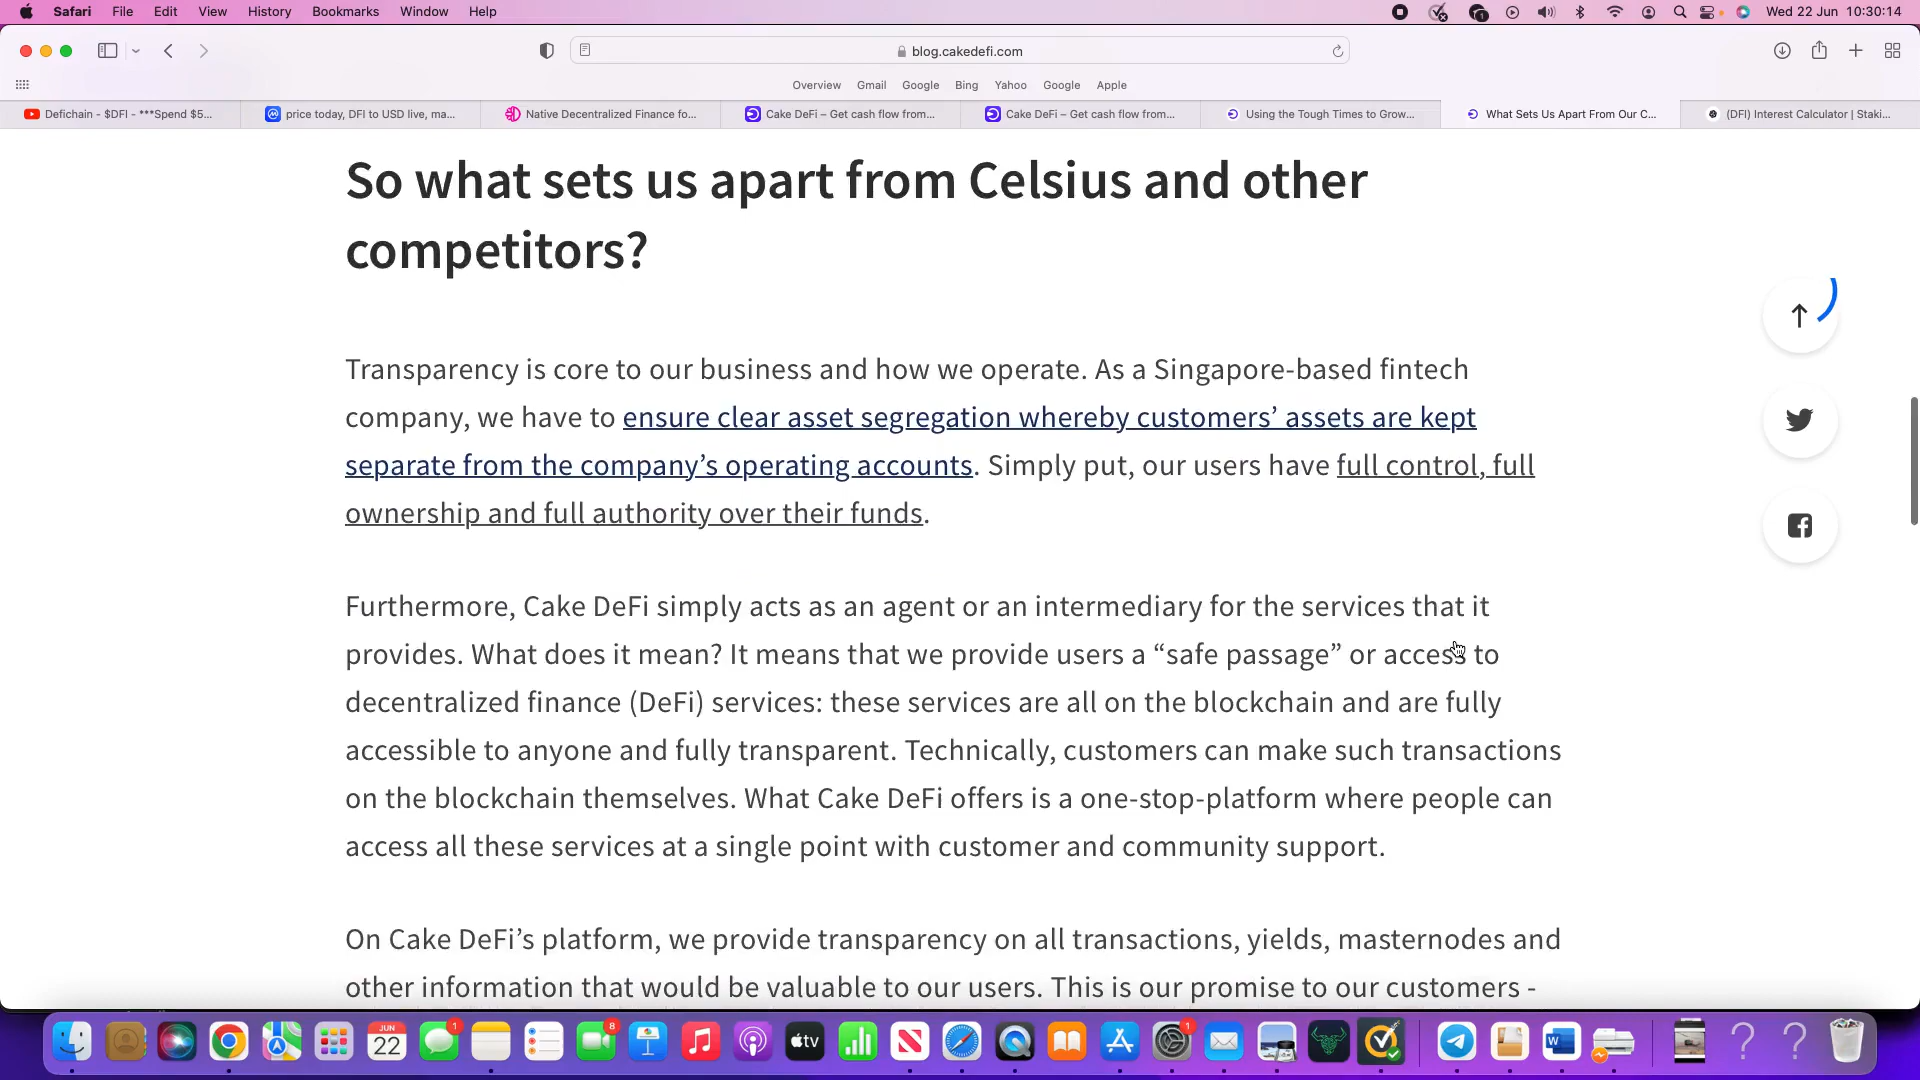 Safari File Edit View History Bookmarks Window Help Wed 22 Jun 10:30:14
blog.cakedefi.com
Overview Gmail Google Bing Yahoo Google Apple
Defichain - $DFI - ***Spend $5... price today, DFI to USD live, ma... Native Decentralized Finance fo... Cake DeFi – Get cash flow from... Cake DeFi – Get cash flow from... Using the Tough Times to Grow... What Sets Us Apart From Our C... (DFI) Interest Calculator | Staki...
So what sets us apart from Celsius and other
competitors?
Transparency is core to our business and how we operate. As a Singapore-based fintech
company, we have to ensure clear asset segregation whereby customers’ assets are kept
separate from the company’s operating accounts. Simply put, our users have full control, full
ownership and full authority over their funds.
Furthermore, Cake DeFi simply acts as an agent or an intermediary for the services that it
provides. What does it mean? It means that we provide users a “safe passage” or access to
decentralized finance (DeFi) services: these services are all on the blockchain and are fully
accessible to anyone and fully transparent. Technically, customers can make such transactions
on the blockchain themselves. What Cake DeFi offers is a one-stop-platform where people can
access all these services at a single point with customer and community support.
On Cake DeFi’s platform, we provide transparency on all transactions, yields, masternodes and
other information that would be valuable to our users. This is our promise to our customers -
JUN
22
1
8
tv
1
W